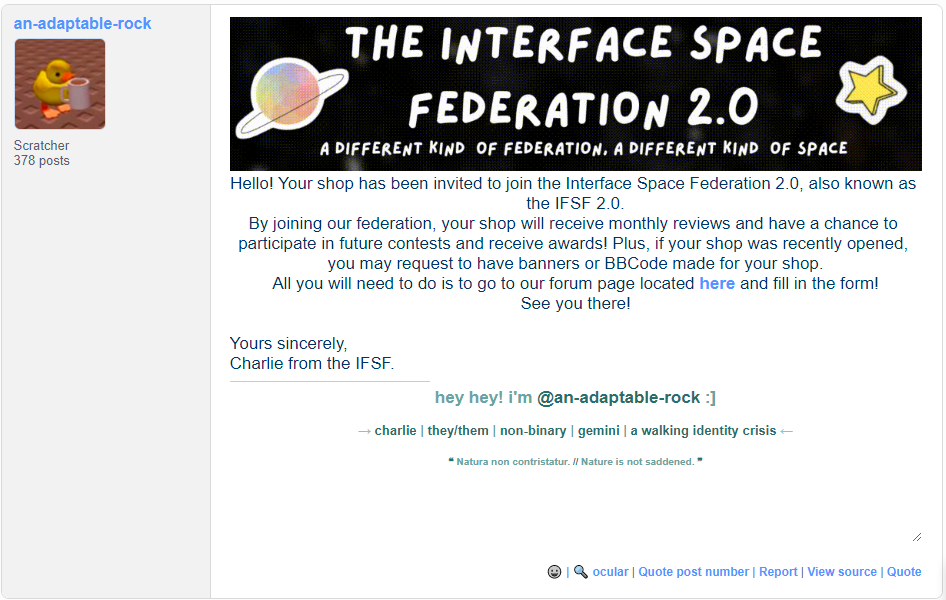 an-adaptable-rock
Scratcher
378 posts
THE INTERFACE SPACE
FEDERATION 2.0
A DIFFERENT KIND OF FEDERATION, A DIFFERENT KIND OF SPACE
Hello! Your shop has been invited to join the Interface Space Federation 2.0, also known as
the IFSF 2.0.
By joining our federation, your shop will receive monthly reviews and have a chance to
participate in future contests and receive awards! Plus, if your shop was recently opened,
you may request to have banners or BBCode made for your shop.
All you will need to do is to go to our forum page located here and fill in the form!
See you there!
Yours sincerely,
Charlie from the IFSF.
hey hey! i'm @an-adaptable-rock :]
→ charlie | they/them | non-binary | gemini | a walking identity crisis ←
❝ Natura non contristatur. // Nature is not saddened. ❞
| ocular | Quote post number | Report | View source | Quote